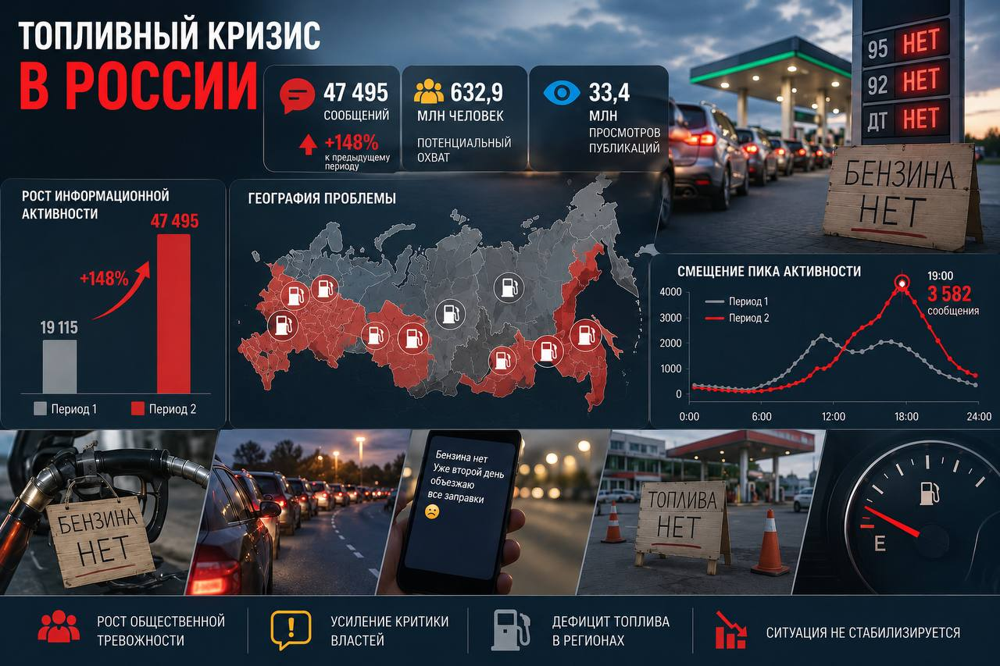 ТОПЛИВНЫЙ КРИЗИС
В РОССИИ
47 495
СООБЩЕНИЙ
+148%
к предыдущему
периоду
632,9
МЛН ЧЕЛОВЕК
ПОТЕНЦИАЛЬНЫЙ
ОХВАТ
33,4
МЛН
ПРОСМОТРОВ
ПУБЛИКАЦИЙ
95 НЕТ
92 НЕТ
ДТ НЕТ
БЕНЗИНА
НЕТ
РОСТ ИНФОРМАЦИОННОЙ
АКТИВНОСТИ
47 495
+148%
19 115
Период 1
Период 2
ГЕОГРАФИЯ ПРОБЛЕМЫ
СМЕЩЕНИЕ ПИКА АКТИВНОСТИ
19:00
3 582
сообщения
Период 1
Период 2
4000
3000
2000
1000
0
0:00 6:00 12:00 18:00 24:00
БЕНЗИНА
НЕТ
Бензина нет
Уже второй день
объезжаю
все заправки
ТОПЛИВА
НЕТ
E
РОСТ ОБЩЕСТВЕННОЙ
ТРЕВОЖНОСТИ
УСИЛЕНИЕ КРИТИКИ
ВЛАСТЕЙ
ДЕФИЦИТ ТОПЛИВА
В РЕГИОНАХ
СИТУАЦИЯ НЕ СТАБИЛИЗИРУЕТСЯ